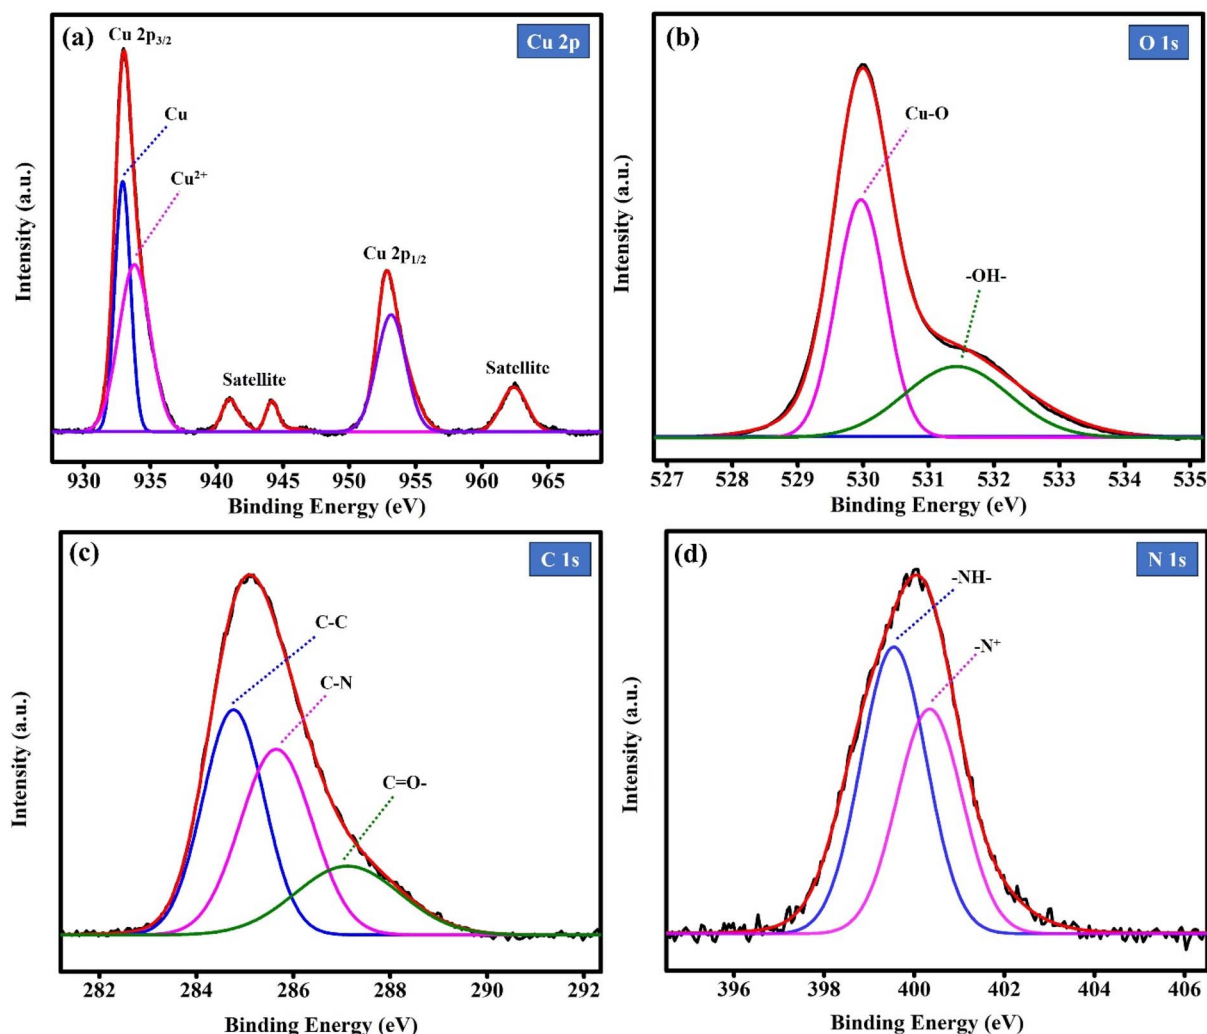 (a)
Cu 2p3/2
Cu 2p
Cu
Cu²⁺
Cu 2p1/2
Satellite
Satellite
Intensity (a.u.)
930 935 940 945 950 955 960 965
Binding Energy (eV)
(b)
O 1s
Cu-O
-OH-
Intensity (a.u.)
527 528 529 530 531 532 533 534 535
Binding Energy (eV)
(c)
C 1s
C-C
C-N
C=O-
Intensity (a.u.)
282 284 286 288 290 292
Binding Energy (eV)
(d)
N 1s
-NH-
-N⁺
Intensity (a.u.)
396 398 400 402 404 406
Binding Energy (eV)